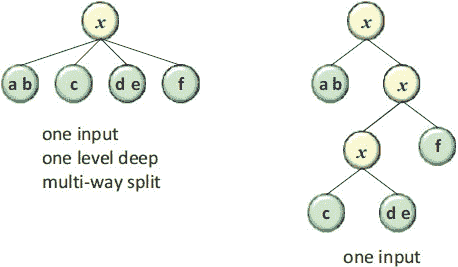 x
a b c d e f
one input
one level deep
multi-way split
x
a b x
x f
c d e
one input